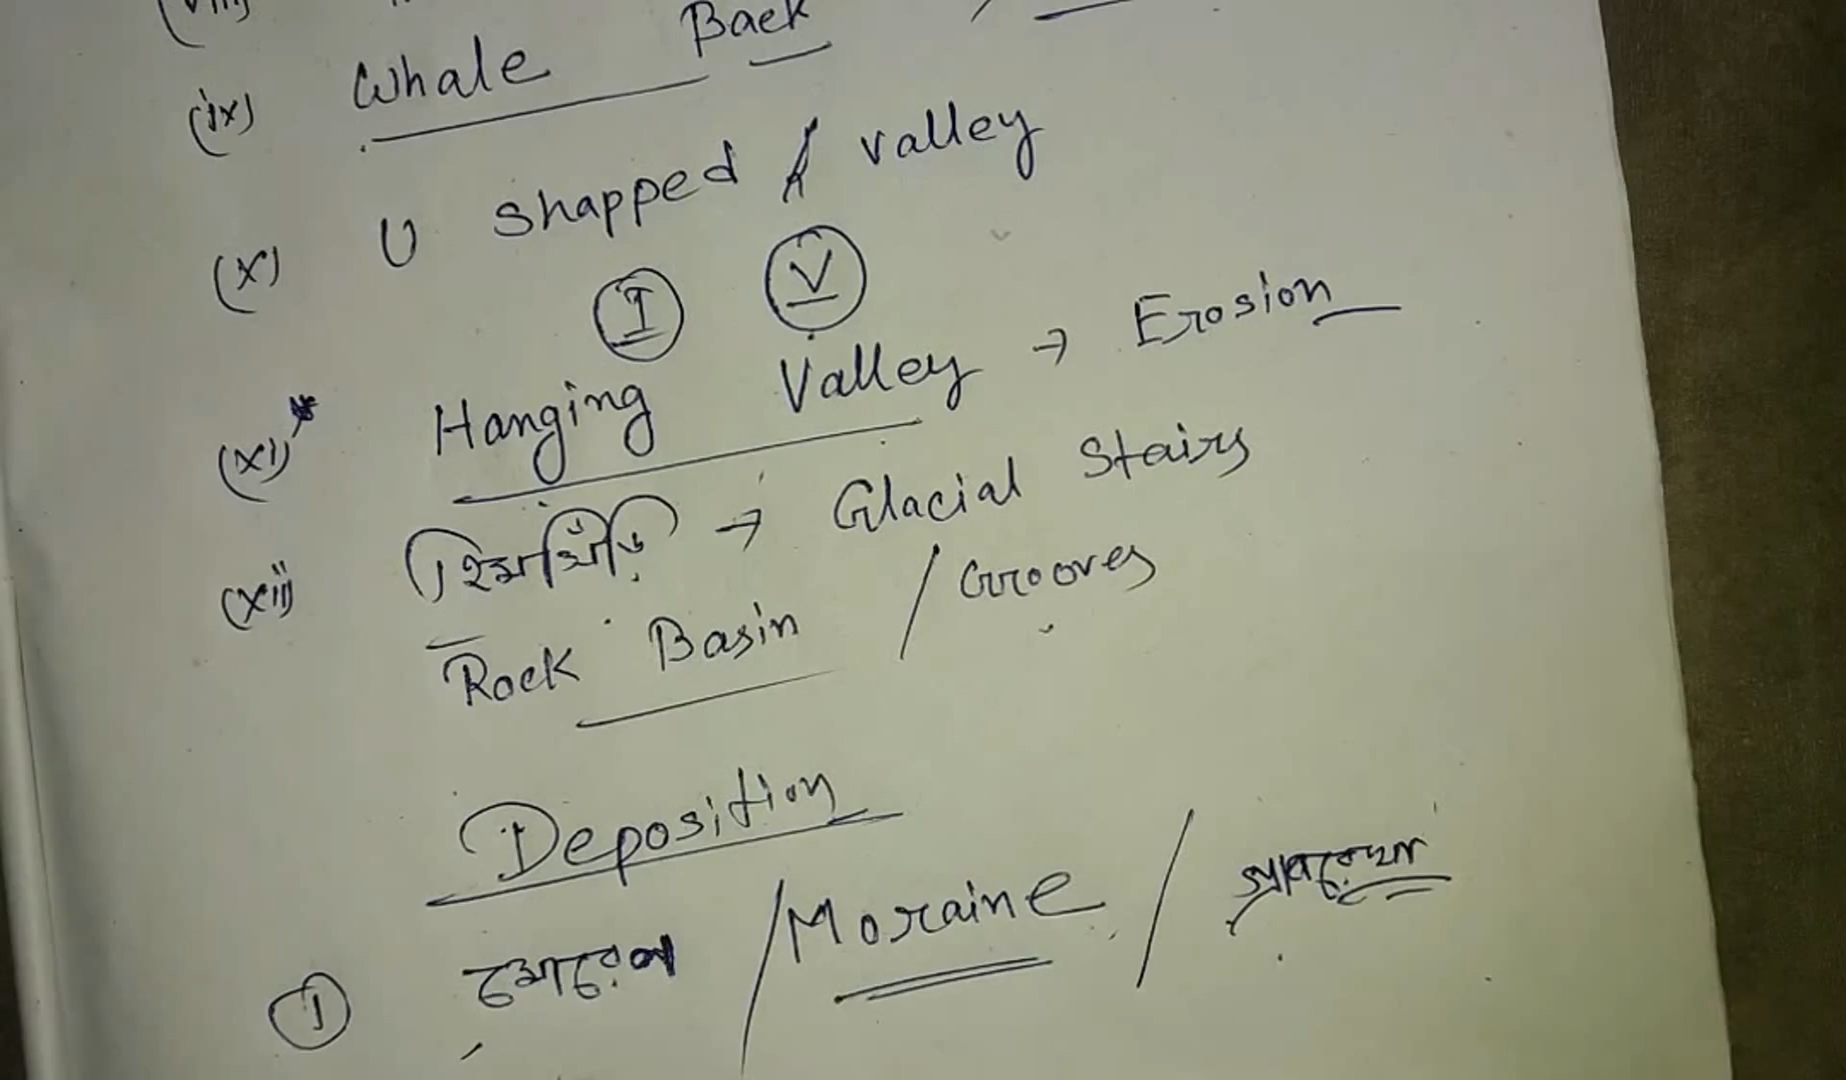 (viii)
(ix) Whale Back
(x) U Shapped valley
I V
(xi)* Hanging Valley → Erosion
(xii) হিমসিঁড়ি → Glacial Stairs
Rock Basin / Grooves
Deposition
1 মোরেন / Moraine / গ্রাবরেখা